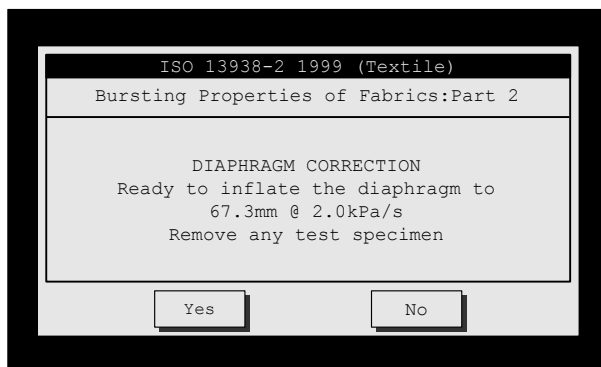 ISO 13938-2 1999 (Textile)
Bursting Properties of Fabrics:Part 2
DIAPHRAGM CORRECTION
Ready to inflate the diaphragm to
67.3mm @ 2.0kPa/s
Remove any test specimen
Yes No